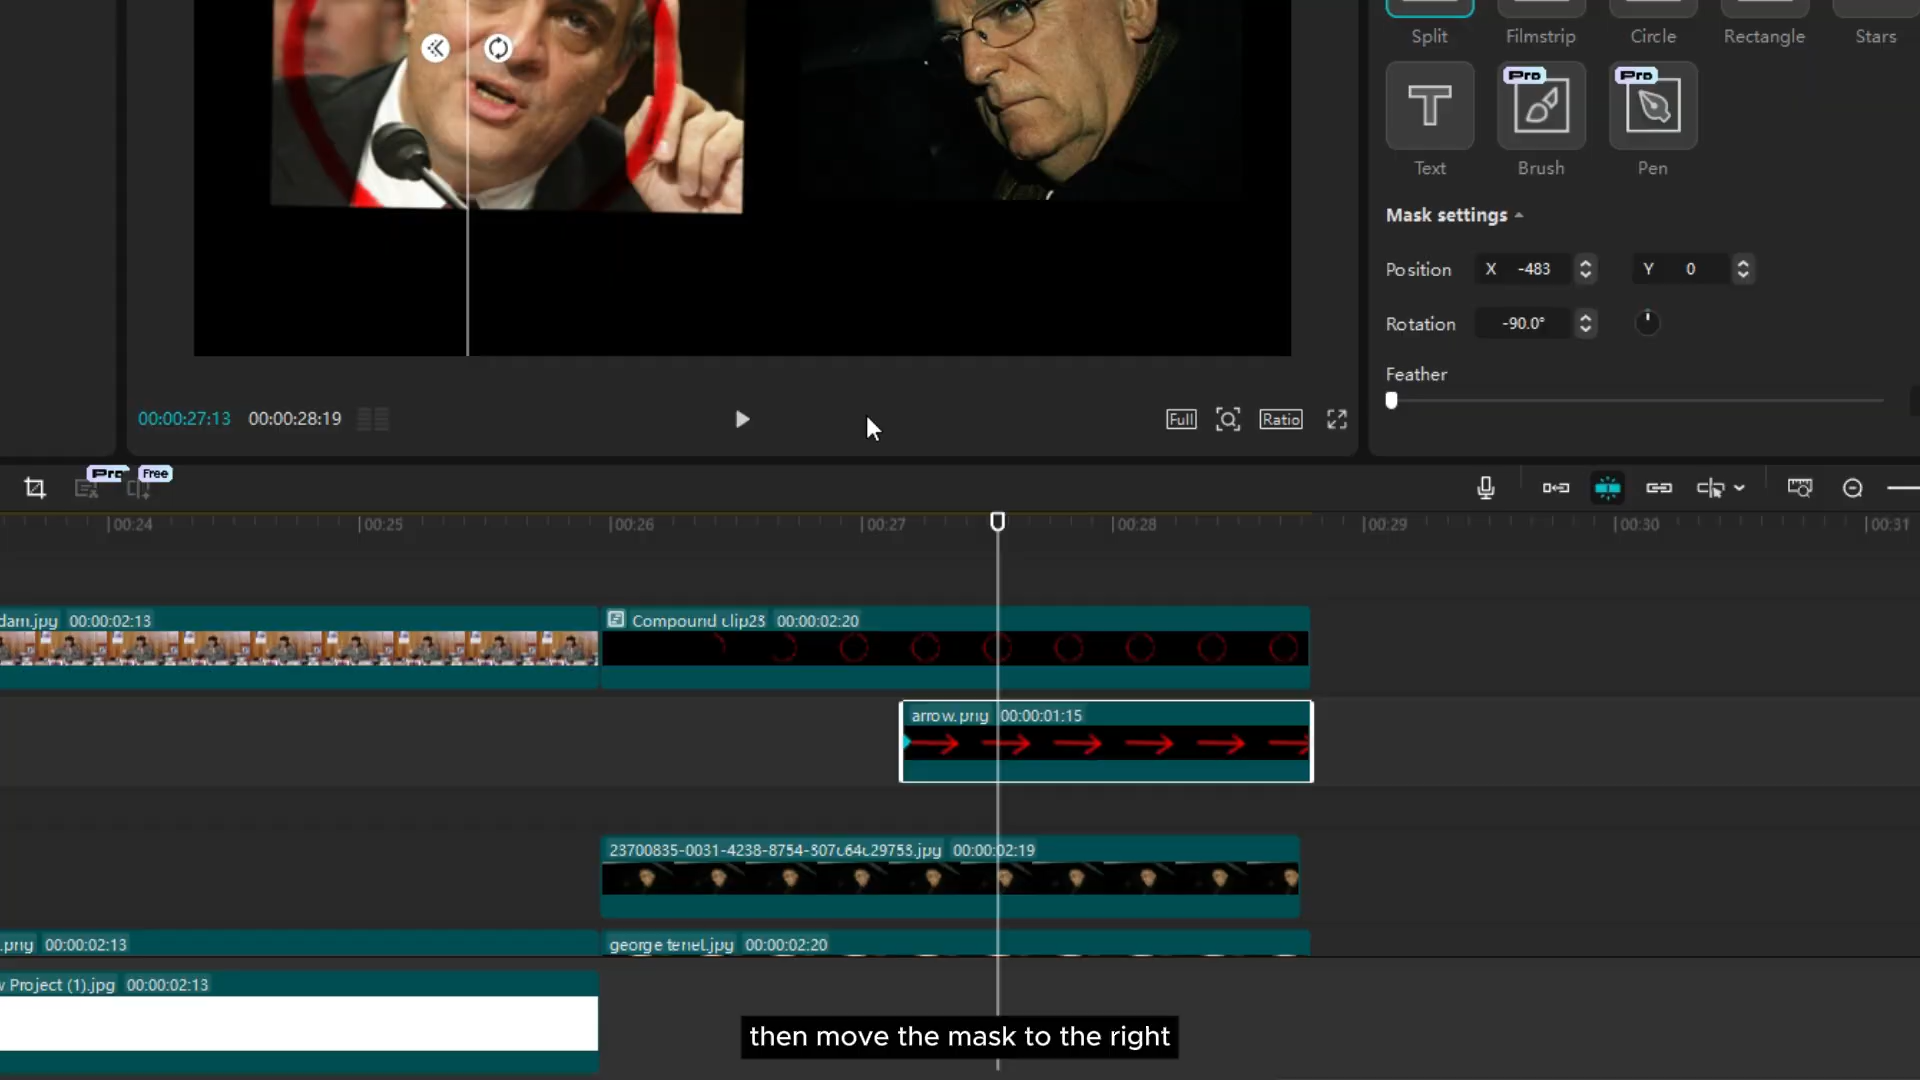 Split
Filmstrip
Circle
Rectangle
Stars
Pro
Pro
Text
Brush
Pen
Mask settings
Position
X
-483
Y
0
Rotation
-90.0°
Feather
00:00:27:13
00:00:28:19
Full
Ratio
Pro
Free
00:24
00:25
00:26
00:27
00:28
00:29
00:30
00:31
dam.jpg 00:00:02:13
Compound clip23 00:00:02:20
arrow.png 00:00:01:15
00:00:02:19
.png 00:00:02:13
george tenet.jpg 00:00:02:20
w Project (1).jpg 00:00:02:13
then move the mask to the right